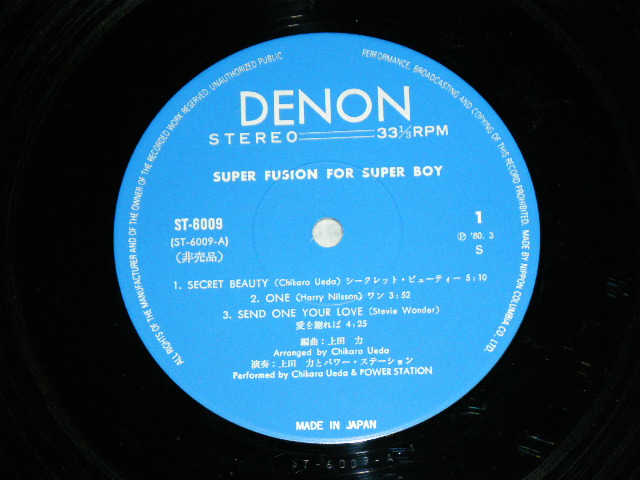 ALL RIGHTS OF THE MANUFACTURER AND OF THE OWNER OF THE RECORDED WORK RESERVED. UNAUTHORIZED PUBLIC PERFORMANCE, BROADCASTING AND COPYING OF THIS RECORD PROHIBITED. MADE BY NIPPON COLUMBIA CO., LTD.
DENON
STEREO 33⅓RPM
SUPER FUSION FOR SUPER BOY
ST-6009
(ST-6009-A)
(非売品)
1
Ⓟ '80. 3
S
1. SECRET BEAUTY (Chikara Ueda) シークレット・ビューティー 5:10
2. ONE (Harry Nilsson) ワン 3:52
3. SEND ONE YOUR LOVE (Stevie Wonder)
愛を贈れば 4:25
編曲:上田 力
Arranged by Chikara Ueda
演奏:上田 力とパワー・ステーション
Performed by Chikara Ueda & POWER STATION
MADE IN JAPAN
ST-6009-A